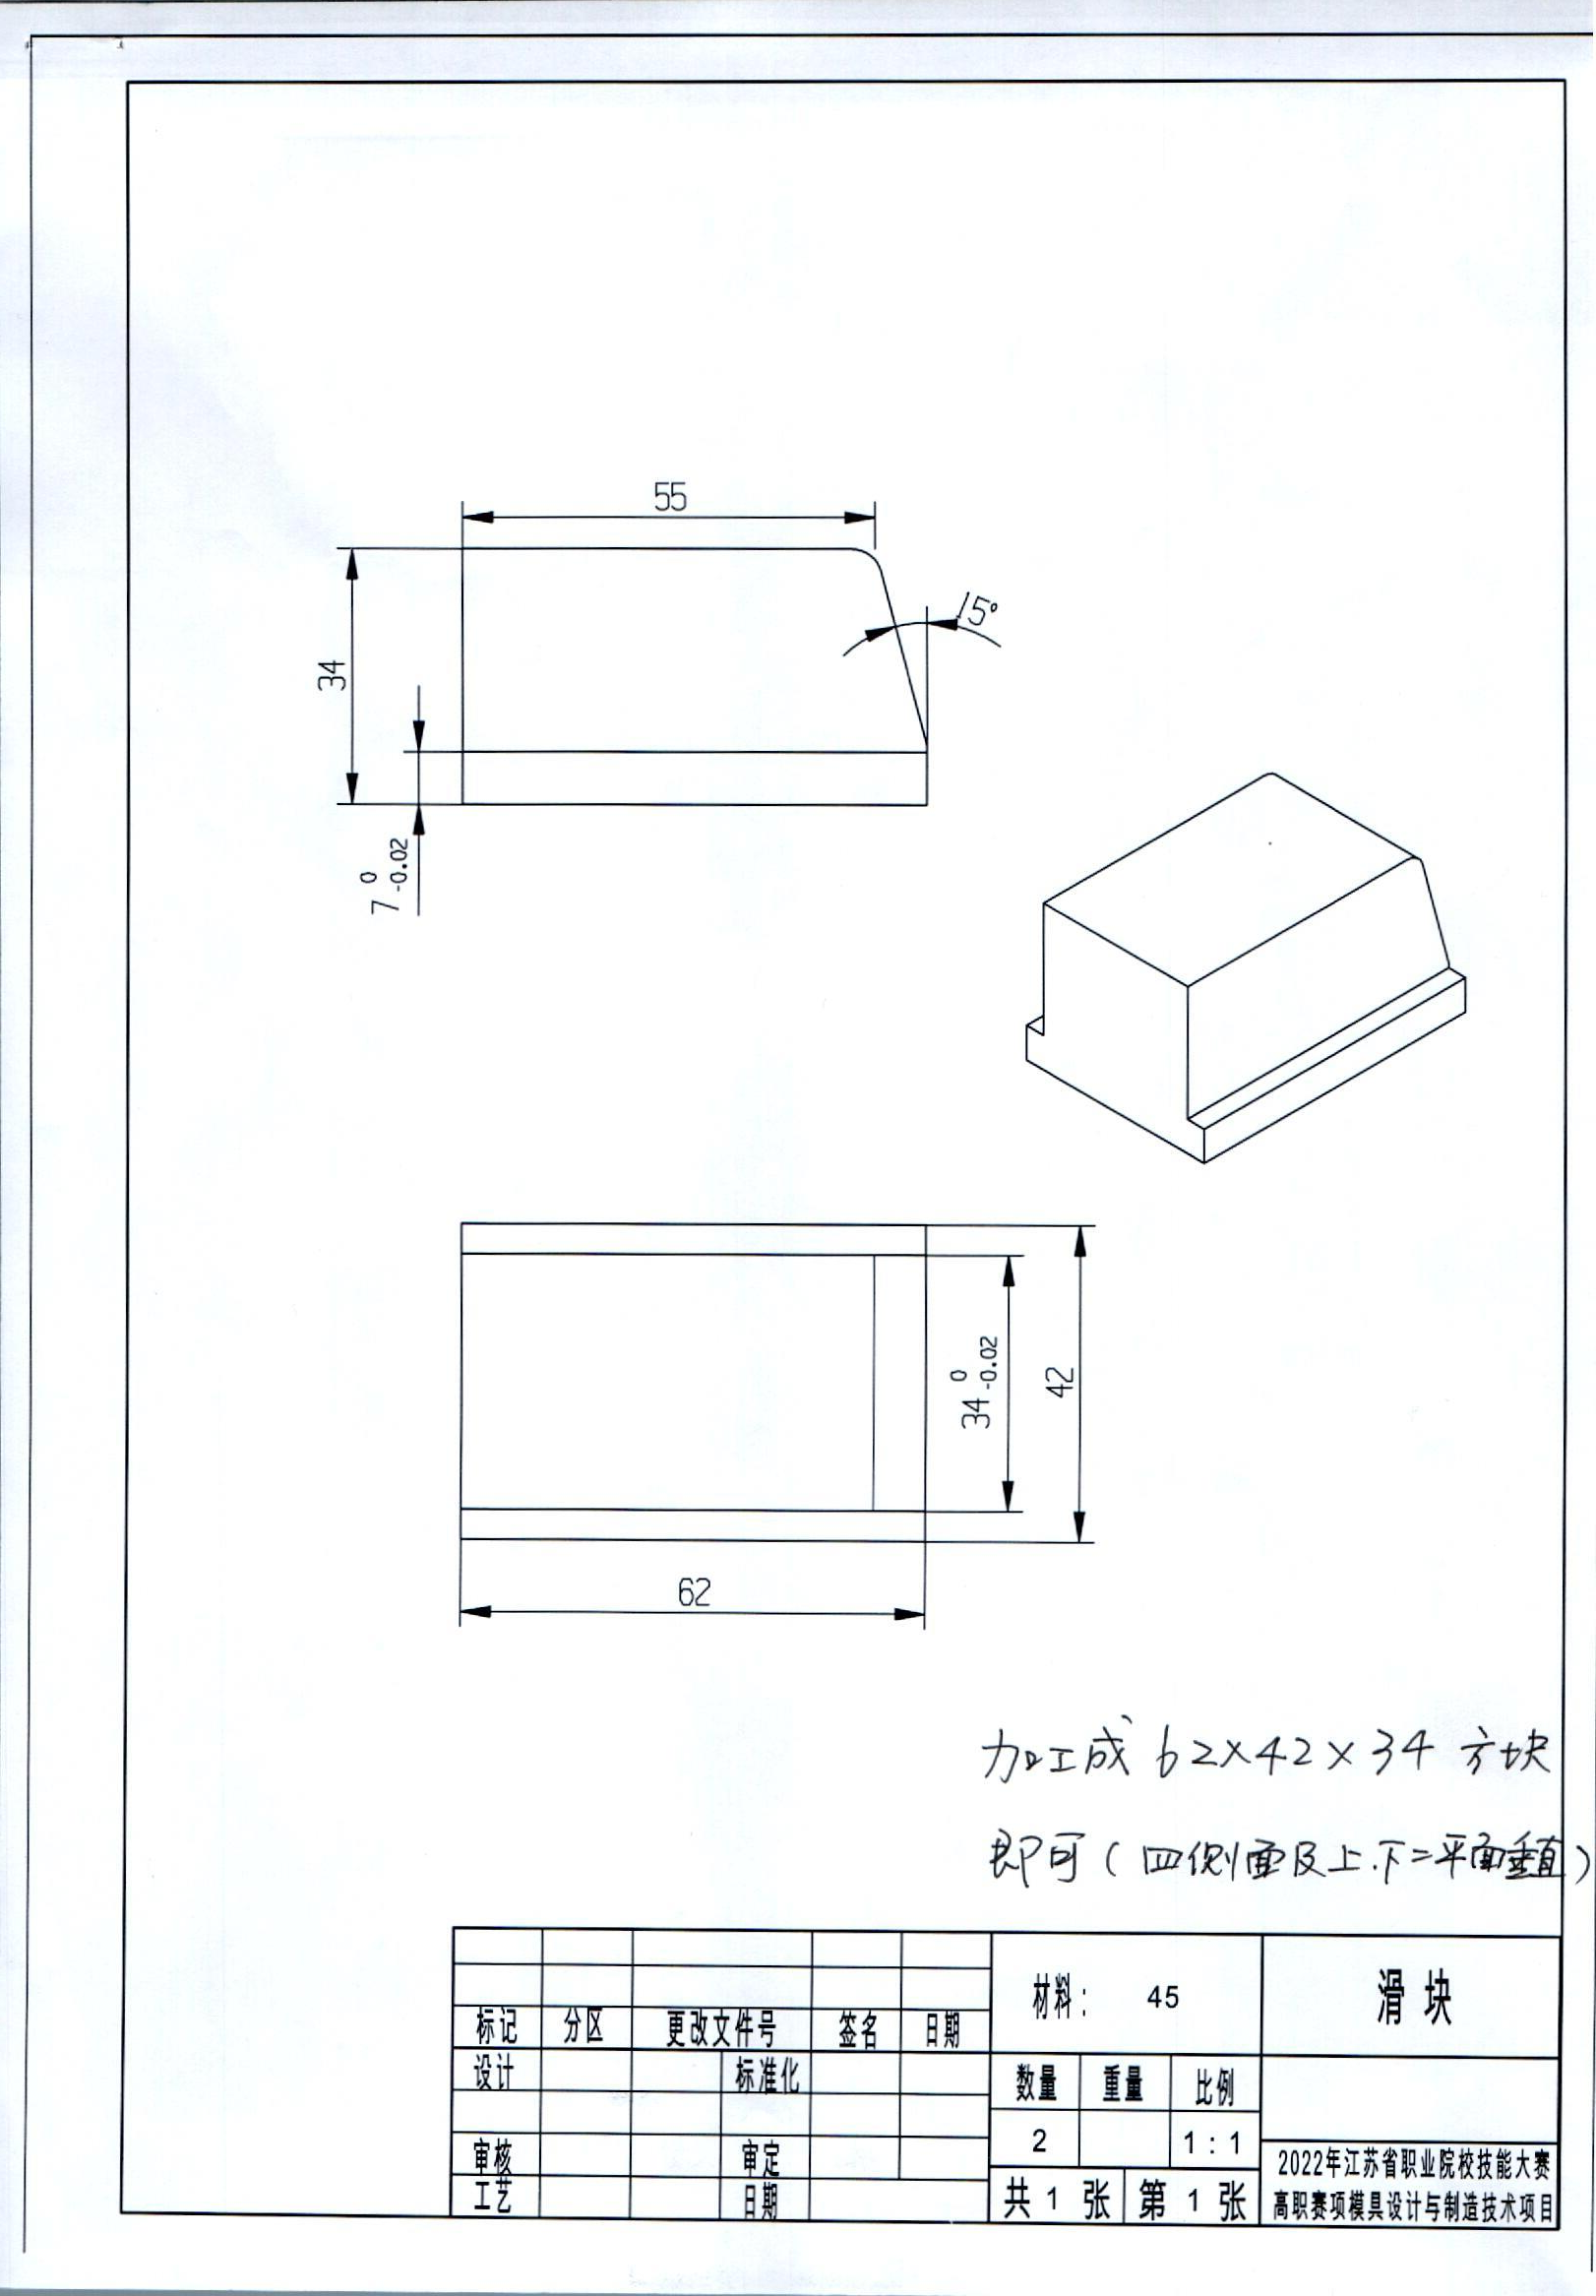 55
15°
34
7 0 -0.02
34 0 -0.02
42
62
加工成 62×42×34 方块
即可(四侧面及上.下二平面垂直)
材料: 45
滑块
标记 分区 更改文件号 签名 日期
设计 标准化
数量 重量 比例
2 1:1
审核 审定
工艺 日期
共 1 张 第 1 张
2022年江苏省职业院校技能大赛
高职赛项模具设计与制造技术项目